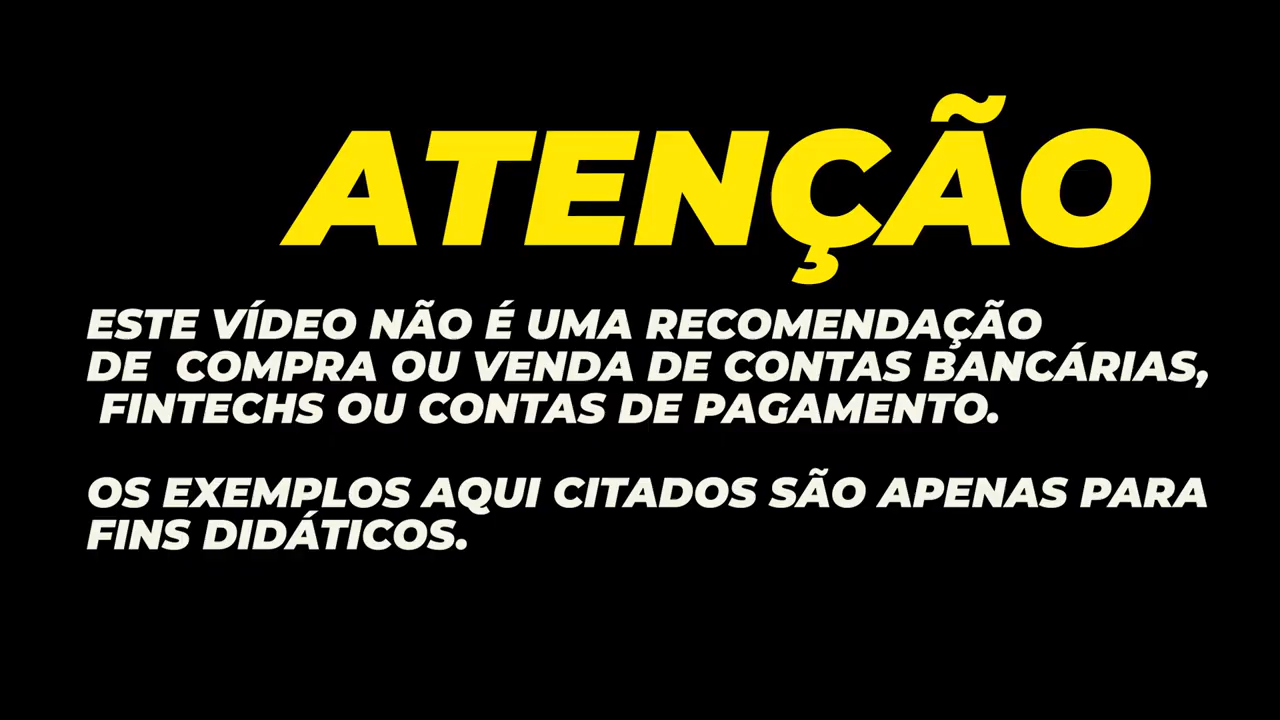 ATENÇÃO
ESTE VÍDEO NÃO É UMA RECOMENDAÇÃO
DE COMPRA OU VENDA DE CONTAS BANCÁRIAS,
FINTECHS OU CONTAS DE PAGAMENTO.
OS EXEMPLOS AQUI CITADOS SÃO APENAS PARA
FINS DIDÁTICOS.